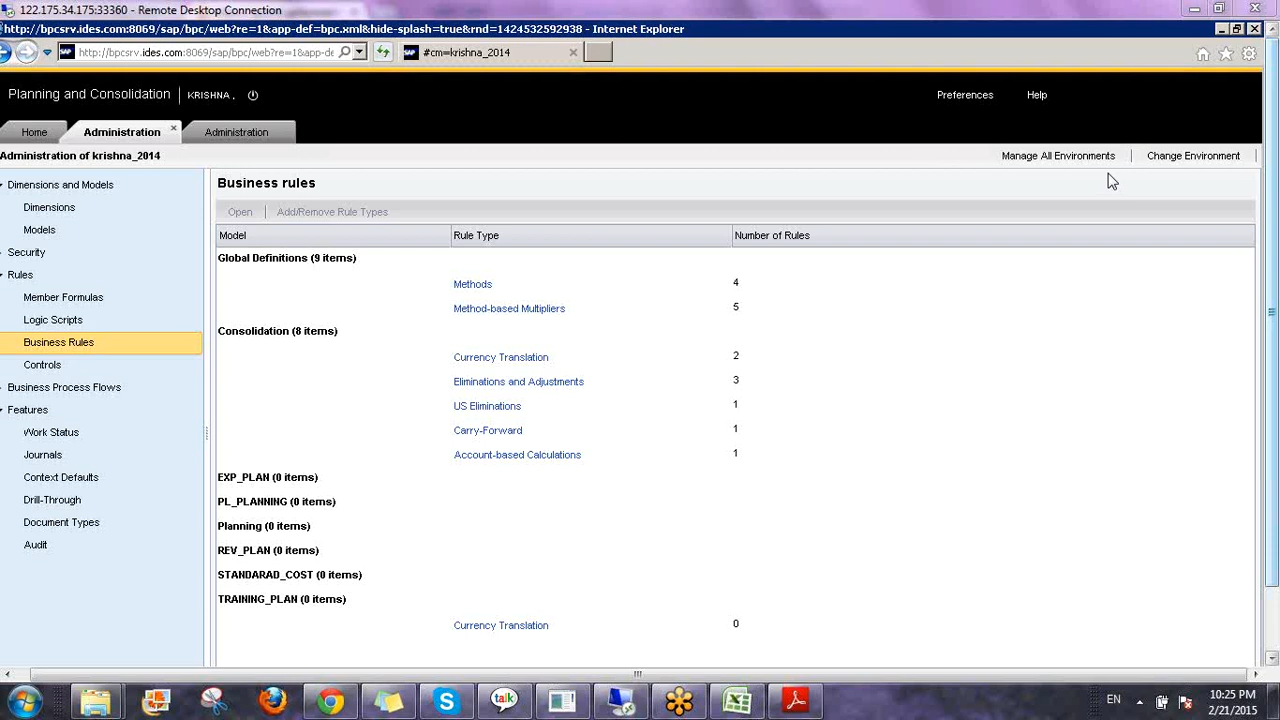 122.175.34.175:33360 - Remote Desktop Connection
http://bpcsrv.ides.com:8069/sap/bpc/web?re=1&app-def=bpc.xml&hide-splash=true&rnd=1424532592938 - Internet Explorer
http://bpcsrv.ides.com:8069/sap/bpc/web?re=1&app-de
#cm=krishna_2014
Planning and Consolidation
KRISHNA .
Preferences
Help
Home
Administration
Administration
Administration of krishna_2014
Manage All Environments
Change Environment
Dimensions and Models
Dimensions
Models
Security
Rules
Member Formulas
Logic Scripts
Business Rules
Controls
Business Process Flows
Features
Work Status
Journals
Context Defaults
Drill-Through
Document Types
Audit
Business rules
Open
Add/Remove Rule Types
Model Rule Type Number of Rules
Global Definitions (9 items)
Methods 4
Method-based Multipliers 5
Consolidation (8 items)
Currency Translation 2
Eliminations and Adjustments 3
US Eliminations 1
Carry-Forward 1
Account-based Calculations 1
EXP_PLAN (0 items)
PL_PLANNING (0 items)
Planning (0 items)
REV_PLAN (0 items)
STANDARAD_COST (0 items)
TRAINING_PLAN (0 items)
Currency Translation 0
talk
EN
10:25 PM
2/21/2015